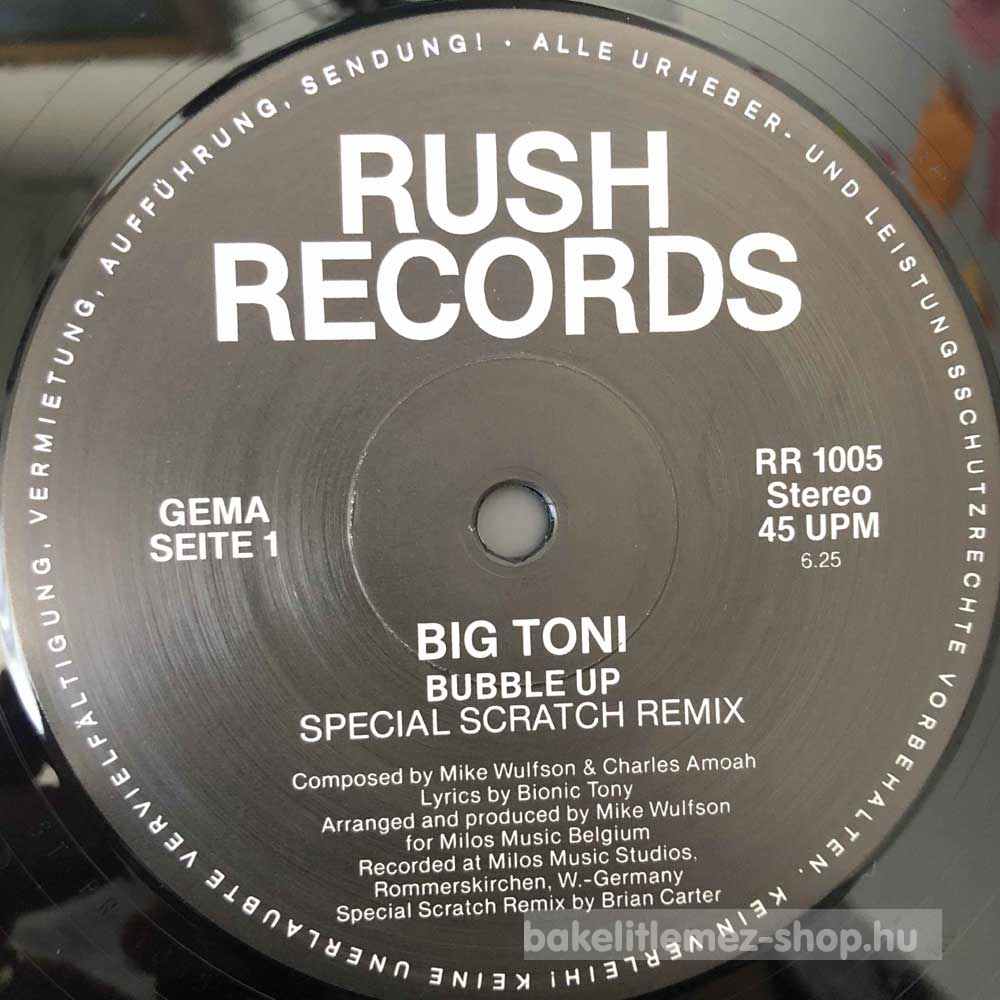 ALLE URHEBER- UND LEISTUNGSSCHUTZRECHTE VORBEHALTEN. KEIN VERLEIH! KEINE UNERLAUBTE VERVIELFÄLTIGUNG, VERMIETUNG, AUFFÜHRUNG, SENDUNG! ·
RUSH
RECORDS
GEMA
SEITE 1
RR 1005
Stereo
45 UPM
6.25
BIG TONI
BUBBLE UP
SPECIAL SCRATCH REMIX
Composed by Mike Wulfson & Charles Amoah
Lyrics by Bionic Tony
Arranged and produced by Mike Wulfson
for Milos Music Belgium
Recorded at Milos Music Studios,
Rommerskirchen, W.-Germany
Special Scratch Remix by Brian Carter
bakelitlemez-shop.hu